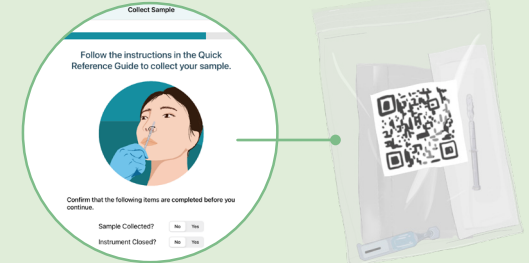 Collect Sample
Follow the instructions in the Quick
Reference Guide to collect your sample.
Confirm that the following items are completed before you
continue.
Sample Collected? No Yes
Instrument Closed? No Yes